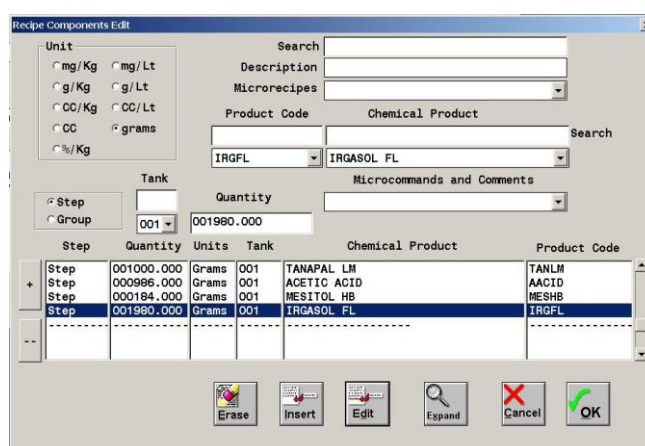 Recipe Components Edit
Unit
mg/Kg mg/Lt
g/Kg g/Lt
CC/Kg CC/Lt
CC grams
%/Kg
Search
Description
Microrecipes
Product Code Chemical Product
Search
IRGFL IRGASOL FL
Tank Quantity Microcommands and Comments
Step
Group
001 001980.000
Step Quantity Units Tank Chemical Product Product Code
Step 001000.000 Grams 001 TANAPAL LM TANLM
Step 000986.000 Grams 001 ACETIC ACID AACID
Step 000184.000 Grams 001 MESITOL HB MESHB
Step 001980.000 Grams 001 IRGASOL FL IRGFL
+
--
Erase Insert Edit Expand Cancel OK